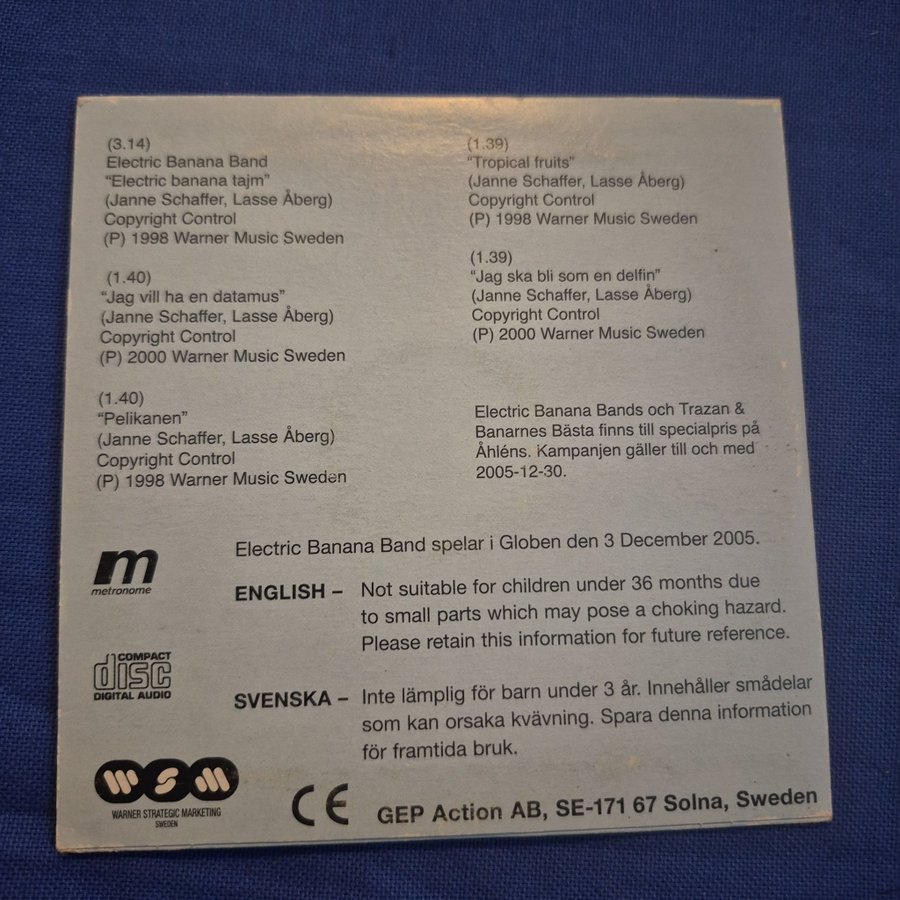 (3.14)
Electric Banana Band
“Electric banana tajm”
(Janne Schaffer, Lasse Åberg)
Copyright Control
(P) 1998 Warner Music Sweden
(1.40)
“Jag vill ha en datamus”
(Janne Schaffer, Lasse Åberg)
Copyright Control
(P) 2000 Warner Music Sweden
(1.40)
“Pelikanen”
(Janne Schaffer, Lasse Åberg)
Copyright Control
(P) 1998 Warner Music Sweden
(1.39)
“Tropical fruits”
(Janne Schaffer, Lasse Åberg)
Copyright Control
(P) 1998 Warner Music Sweden
(1.39)
“Jag ska bli som en delfin”
(Janne Schaffer, Lasse Åberg)
Copyright Control
(P) 2000 Warner Music Sweden
Electric Banana Bands och Trazan &
Banarnes Bästa finns till specialpris på
Åhléns. Kampanjen gäller till och med
2005-12-30.
m
metronome
Electric Banana Band spelar i Globen den 3 December 2005.
ENGLISH – Not suitable for children under 36 months due
to small parts which may pose a choking hazard.
Please retain this information for future reference.
COMPACT
disc
DIGITAL AUDIO
SVENSKA – Inte lämplig för barn under 3 år. Innehåller smådelar
som kan orsaka kvävning. Spara denna information
för framtida bruk.
WSM
WARNER STRATEGIC MARKETING
SWEDEN
CE GEP Action AB, SE-171 67 Solna, Sweden